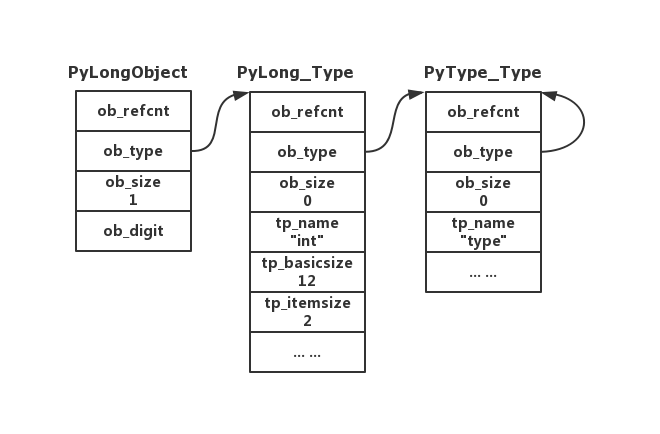 PyLongObject
ob_refcnt
ob_type
ob_size
1
ob_digit
PyLong_Type
ob_refcnt
ob_type
ob_size
0
tp_name
"int"
tp_basicsize
12
tp_itemsize
2
... ...
PyType_Type
ob_refcnt
ob_type
ob_size
0
tp_name
"type"
... ...